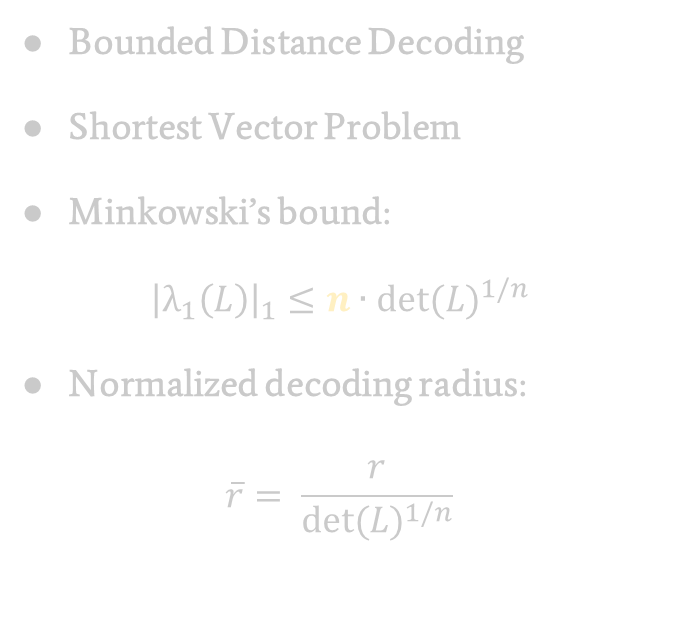 • Bounded Distance Decoding
• Shortest Vector Problem
• Minkowski’s bound:
|λ₁(L)|₁ ≤ n · det(L)^{1/n}
• Normalized decoding radius:
r̄ = r / det(L)^{1/n}